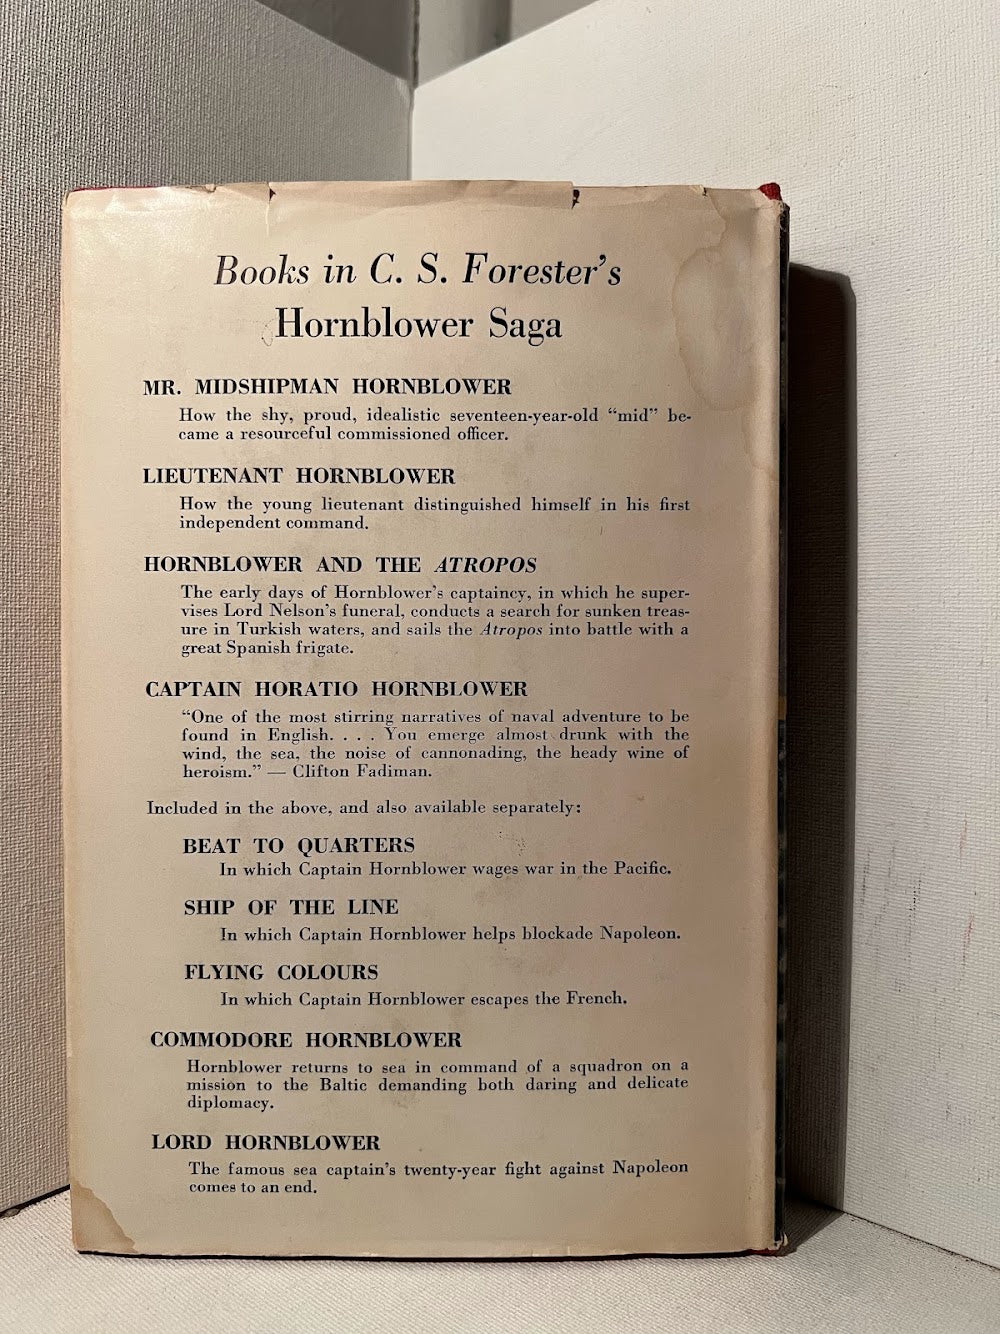 Books in C. S. Forester's
Hornblower Saga
MR. MIDSHIPMAN HORNBLOWER
How the shy, proud, idealistic seventeen-year-old “mid” be-
came a resourceful commissioned officer.
LIEUTENANT HORNBLOWER
How the young lieutenant distinguished himself in his first
independent command.
HORNBLOWER AND THE ATROPOS
The early days of Hornblower's captaincy, in which he super-
vises Lord Nelson's funeral, conducts a search for sunken treas-
ure in Turkish waters, and sails the Atropos into battle with a
great Spanish frigate.
CAPTAIN HORATIO HORNBLOWER
“One of the most stirring narratives of naval adventure to be
found in English. . . . You emerge almost drunk with the
wind, the sea, the noise of cannonading, the heady wine of
heroism.” — Clifton Fadiman.
Included in the above, and also available separately:
BEAT TO QUARTERS
In which Captain Hornblower wages war in the Pacific.
SHIP OF THE LINE
In which Captain Hornblower helps blockade Napoleon.
FLYING COLOURS
In which Captain Hornblower escapes the French.
COMMODORE HORNBLOWER
Hornblower returns to sea in command of a squadron on a
mission to the Baltic demanding both daring and delicate
diplomacy.
LORD HORNBLOWER
The famous sea captain's twenty-year fight against Napoleon
comes to an end.